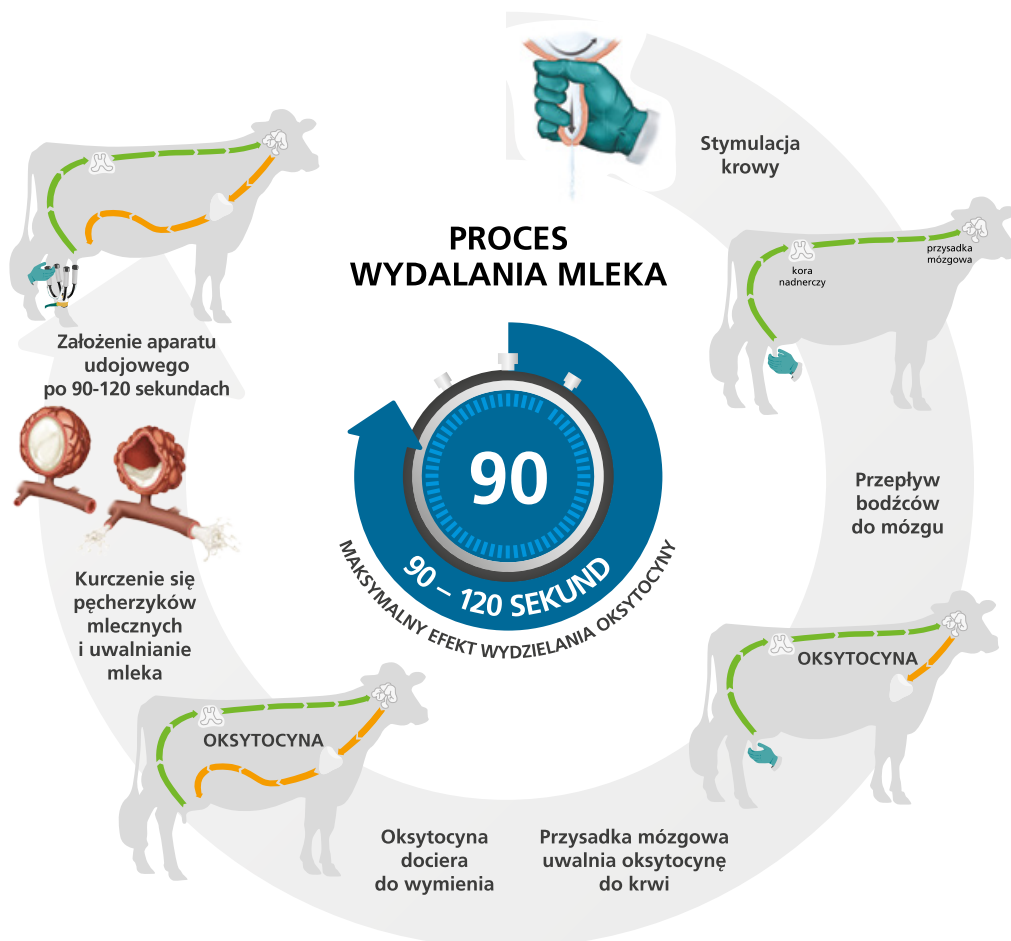 PROCES
WYDALANIA MLEKA
Stymulacja
krowy
kora
nadnerczy
przysadka
mózgowa
Przepływ
bodźców
do mózgu
OKSYTOCYNA
Przysadka mózgowa
uwalnia oksytocynę
do krwi
Oksytocyna
dociera
do wymienia
OKSYTOCYNA
Kurczenie się
pęcherzyków
mlecznych
i uwalnianie
mleka
Założenie aparatu
udojowego
po 90-120 sekundach
90
90 – 120 SEKUND
MAKSYMALNY EFEKT WYDZIELANIA OKSYTOCYNY